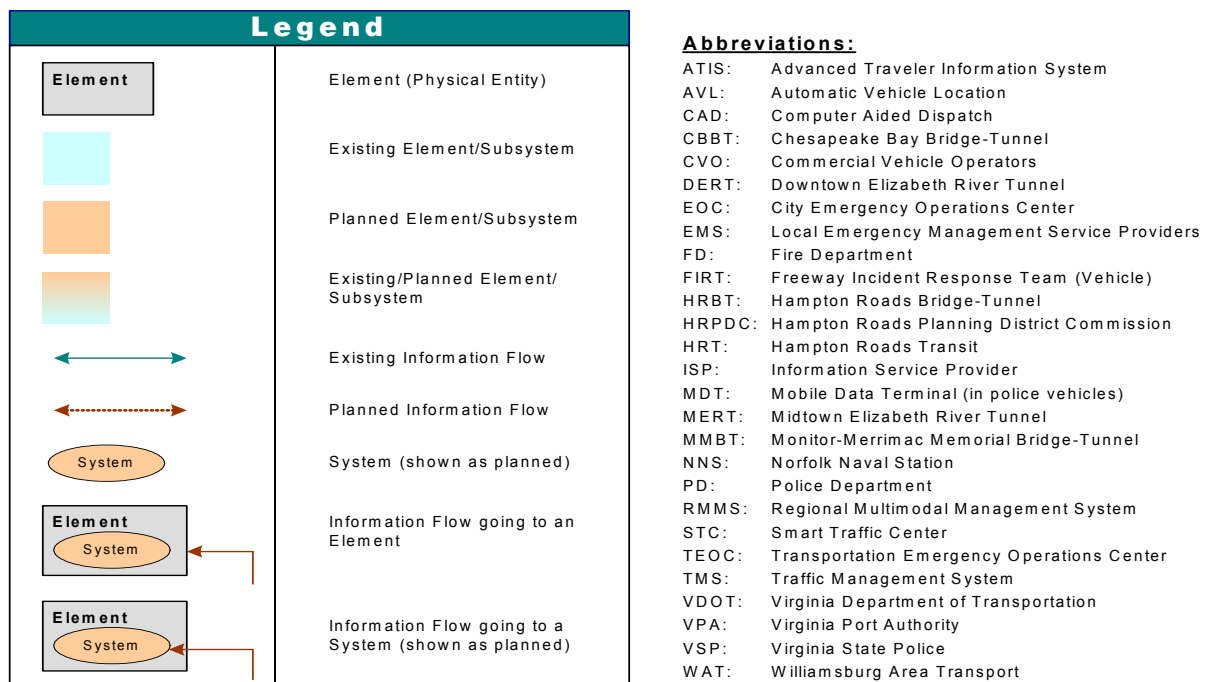 Legend
Element
Element (Physical Entity)
Existing Element/Subsystem
Planned Element/Subsystem
Existing/Planned Element/
Subsystem
Existing Information Flow
Planned Information Flow
System
System (shown as planned)
Element
System
Information Flow going to an
Element
Element
System
Information Flow going to a
System (shown as planned)
Abbreviations:
ATIS: Advanced Traveler Information System
AVL: Automatic Vehicle Location
CAD: Computer Aided Dispatch
CBBT: Chesapeake Bay Bridge-Tunnel
CVO: Commercial Vehicle Operators
DERT: Downtown Elizabeth River Tunnel
EOC: City Emergency Operations Center
EMS: Local Emergency Management Service Providers
FD: Fire Department
FIRT: Freeway Incident Response Team (Vehicle)
HRBT: Hampton Roads Bridge-Tunnel
HRPDC: Hampton Roads Planning District Commission
HRT: Hampton Roads Transit
ISP: Information Service Provider
MDT: Mobile Data Terminal (in police vehicles)
MERT: Midtown Elizabeth River Tunnel
MMBT: Monitor-Merrimac Memorial Bridge-Tunnel
NNS: Norfolk Naval Station
PD: Police Department
RMMS: Regional Multimodal Management System
STC: Smart Traffic Center
TEOC: Transportation Emergency Operations Center
TMS: Traffic Management System
VDOT: Virginia Department of Transportation
VPA: Virginia Port Authority
VSP: Virginia State Police
WAT: Williamsburg Area Transport